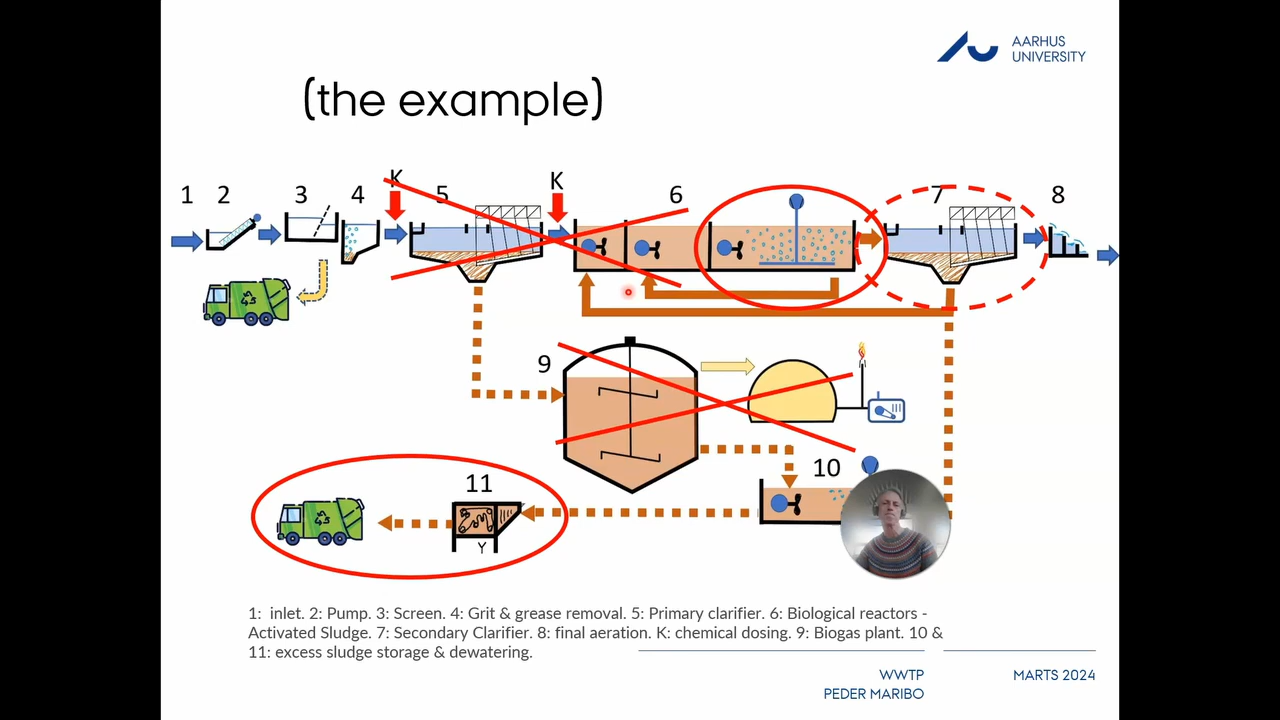 AARHUS
UNIVERSITY
(the example)
1 2 3 4 K 5 K 6 7 8
9
10
11
Y
1: inlet. 2: Pump. 3: Screen. 4: Grit & grease removal. 5: Primary clarifier. 6: Biological reactors -
Activated Sludge. 7: Secondary Clarifier. 8: final aeration. K: chemical dosing. 9: Biogas plant. 10 &
11: excess sludge storage & dewatering.
WWTP
PEDER MARIBO
MARTS 2024